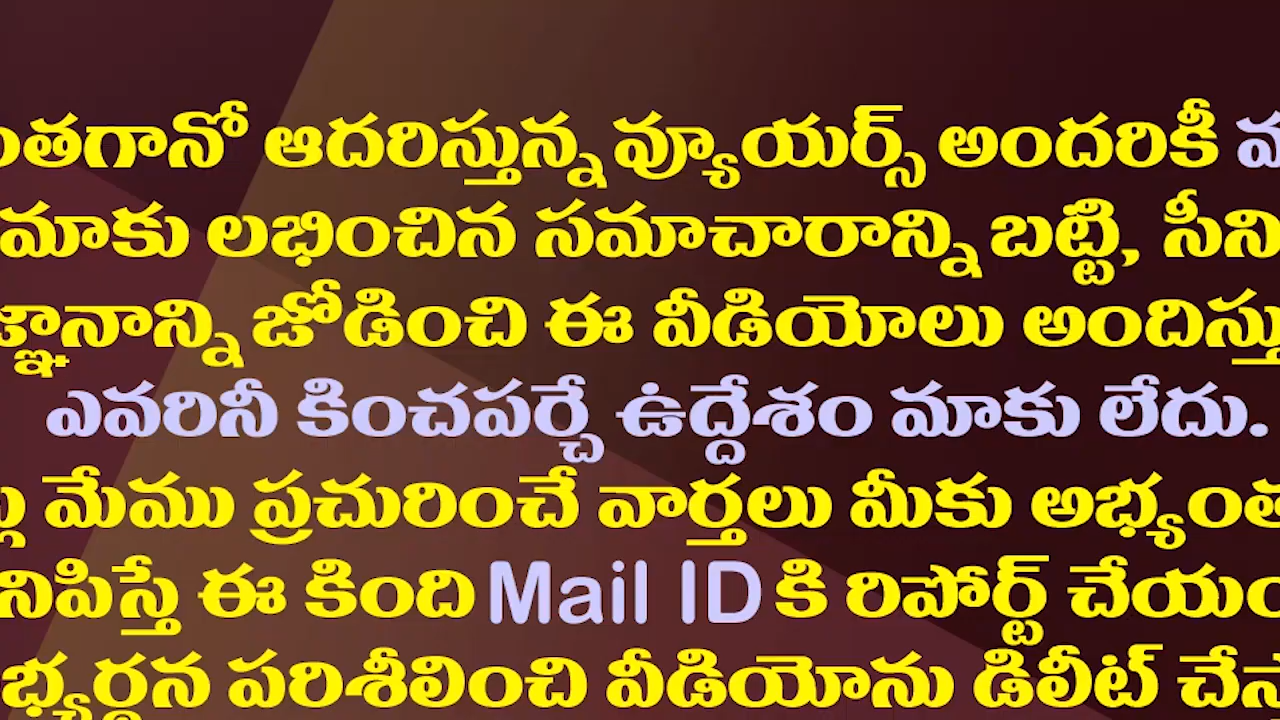 ఆదరిస్తున్న వ్యూయర్స్ అందరికీ
మాకు లభించిన సమాచారాన్ని బట్టి,
జోడించి ఈ వీడియోలు
ఎవరినీ కించపర్చే ఉద్దేశం మాకు లేదు.
మేము ప్రచురించే వార్తలు మీకు
ఈ కింది Mail ID కి రిపోర్ట్
పరిశీలించి వీడియోను డిలీట్